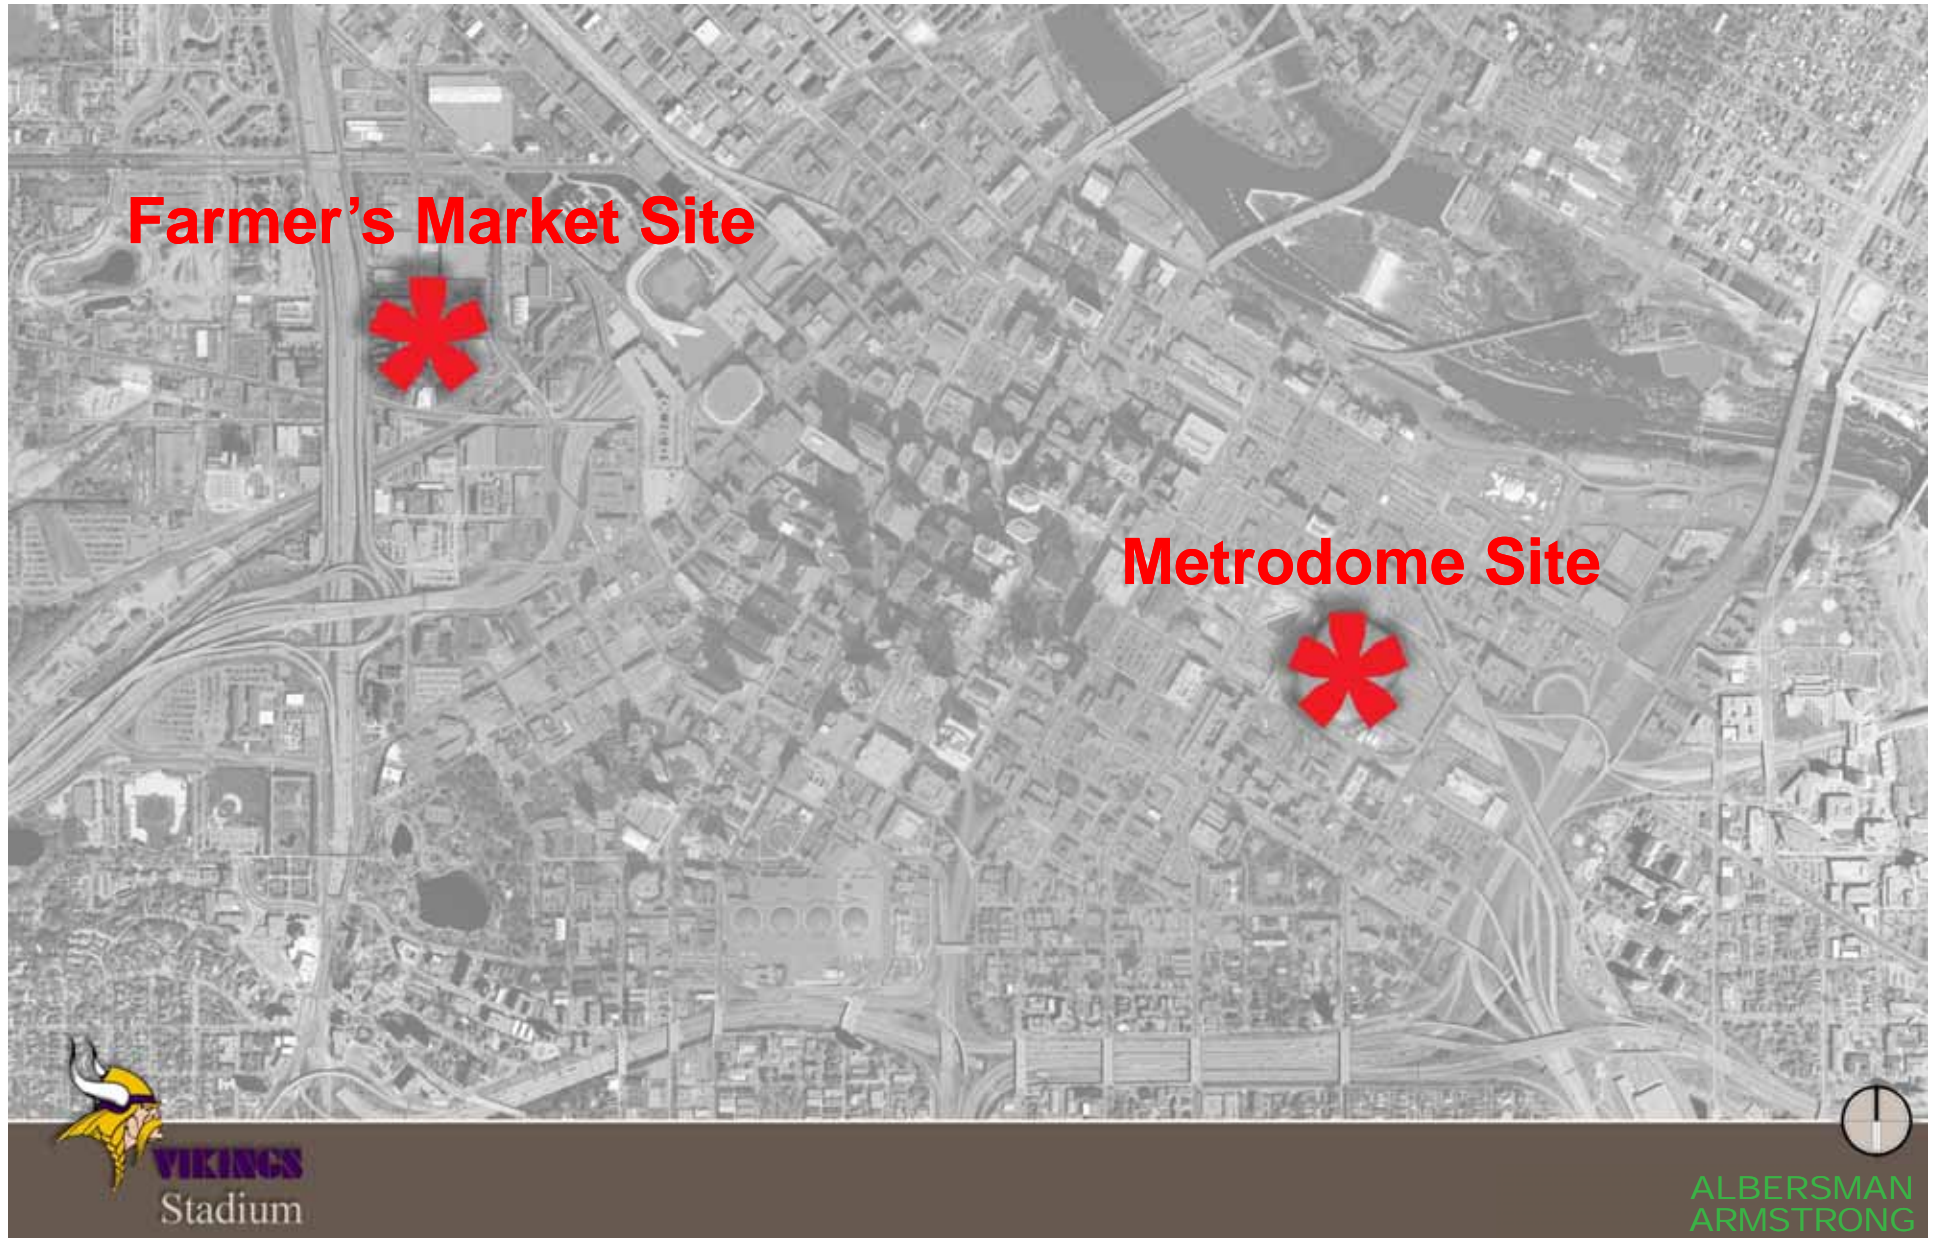 Farmer’s Market Site
Metrodome Site
VIKINGS
Stadium
ALBERSMAN
ARMSTRONG